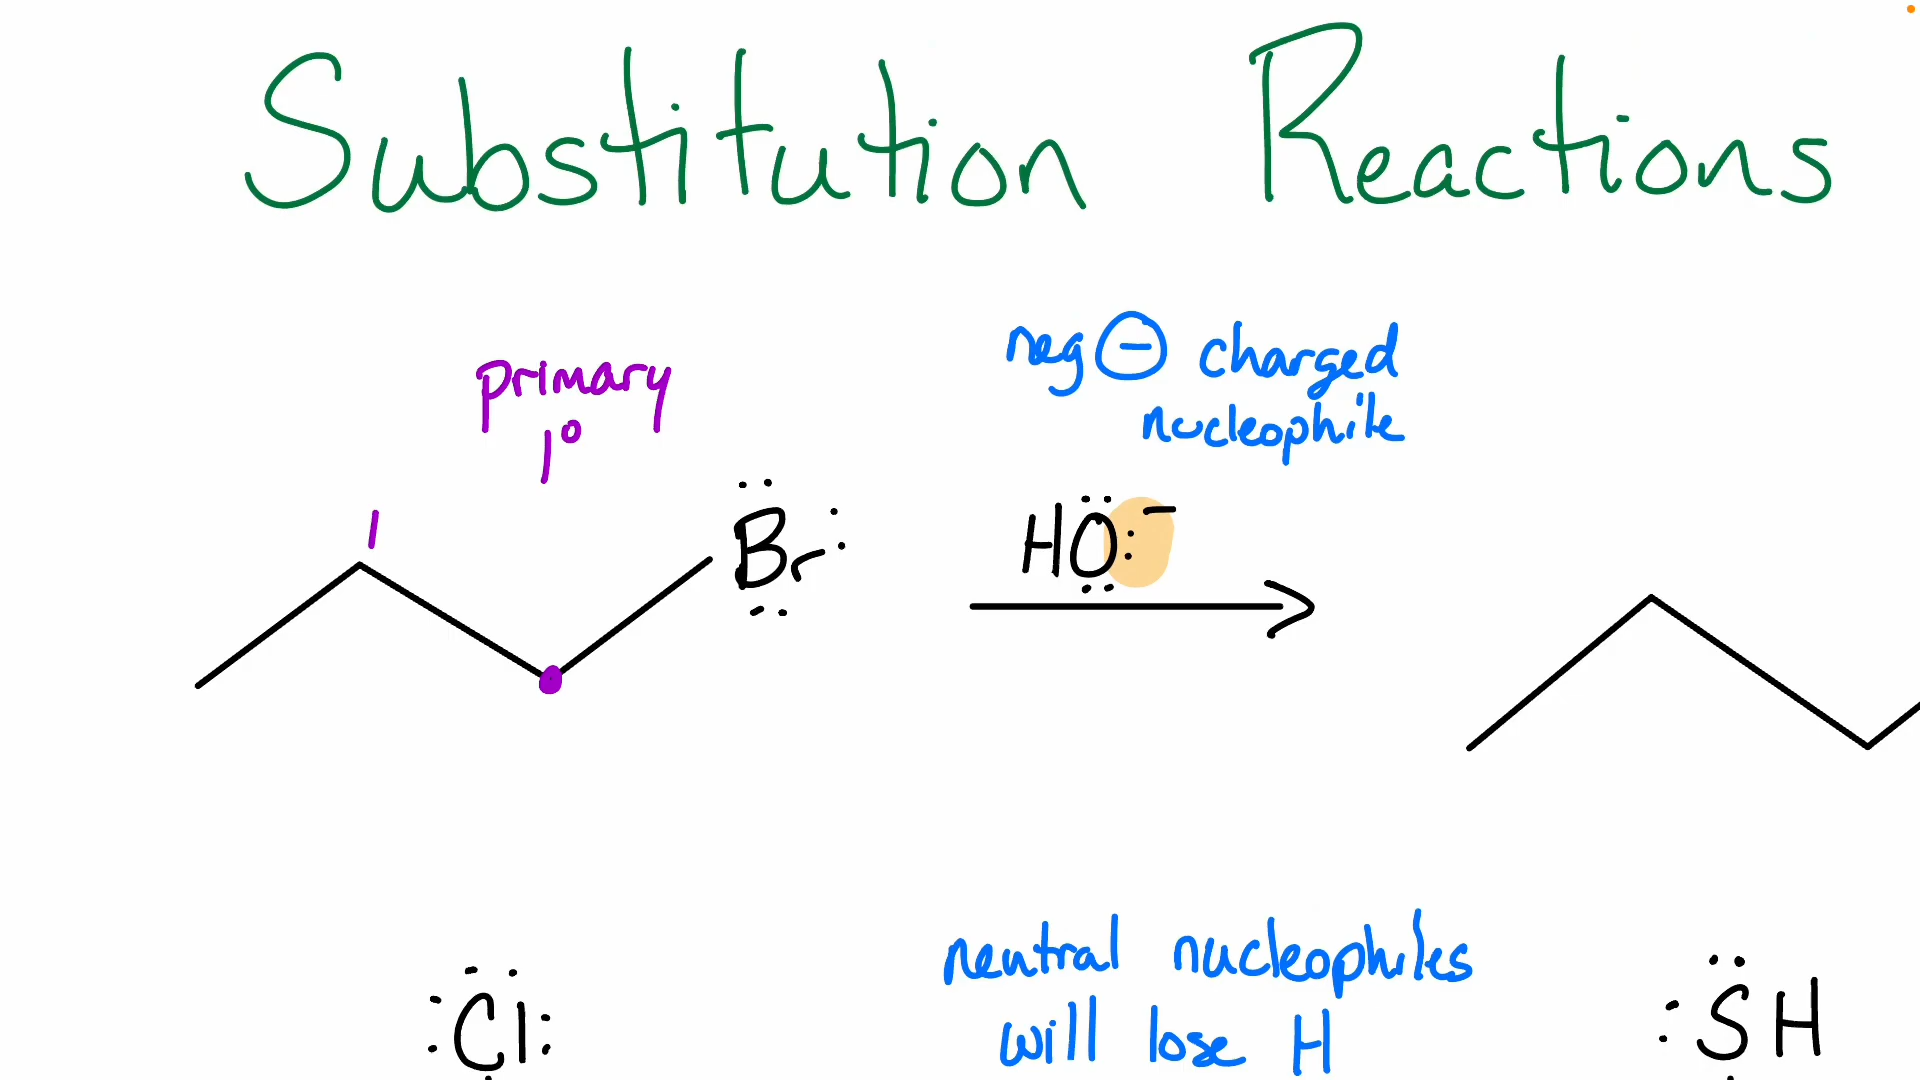 Substitution Reactions
neg ⊖ charged
nucleophile
primary
1°
1
Br
HO:⁻
neutral nucleophiles
will lose H
:Cl:
:SH